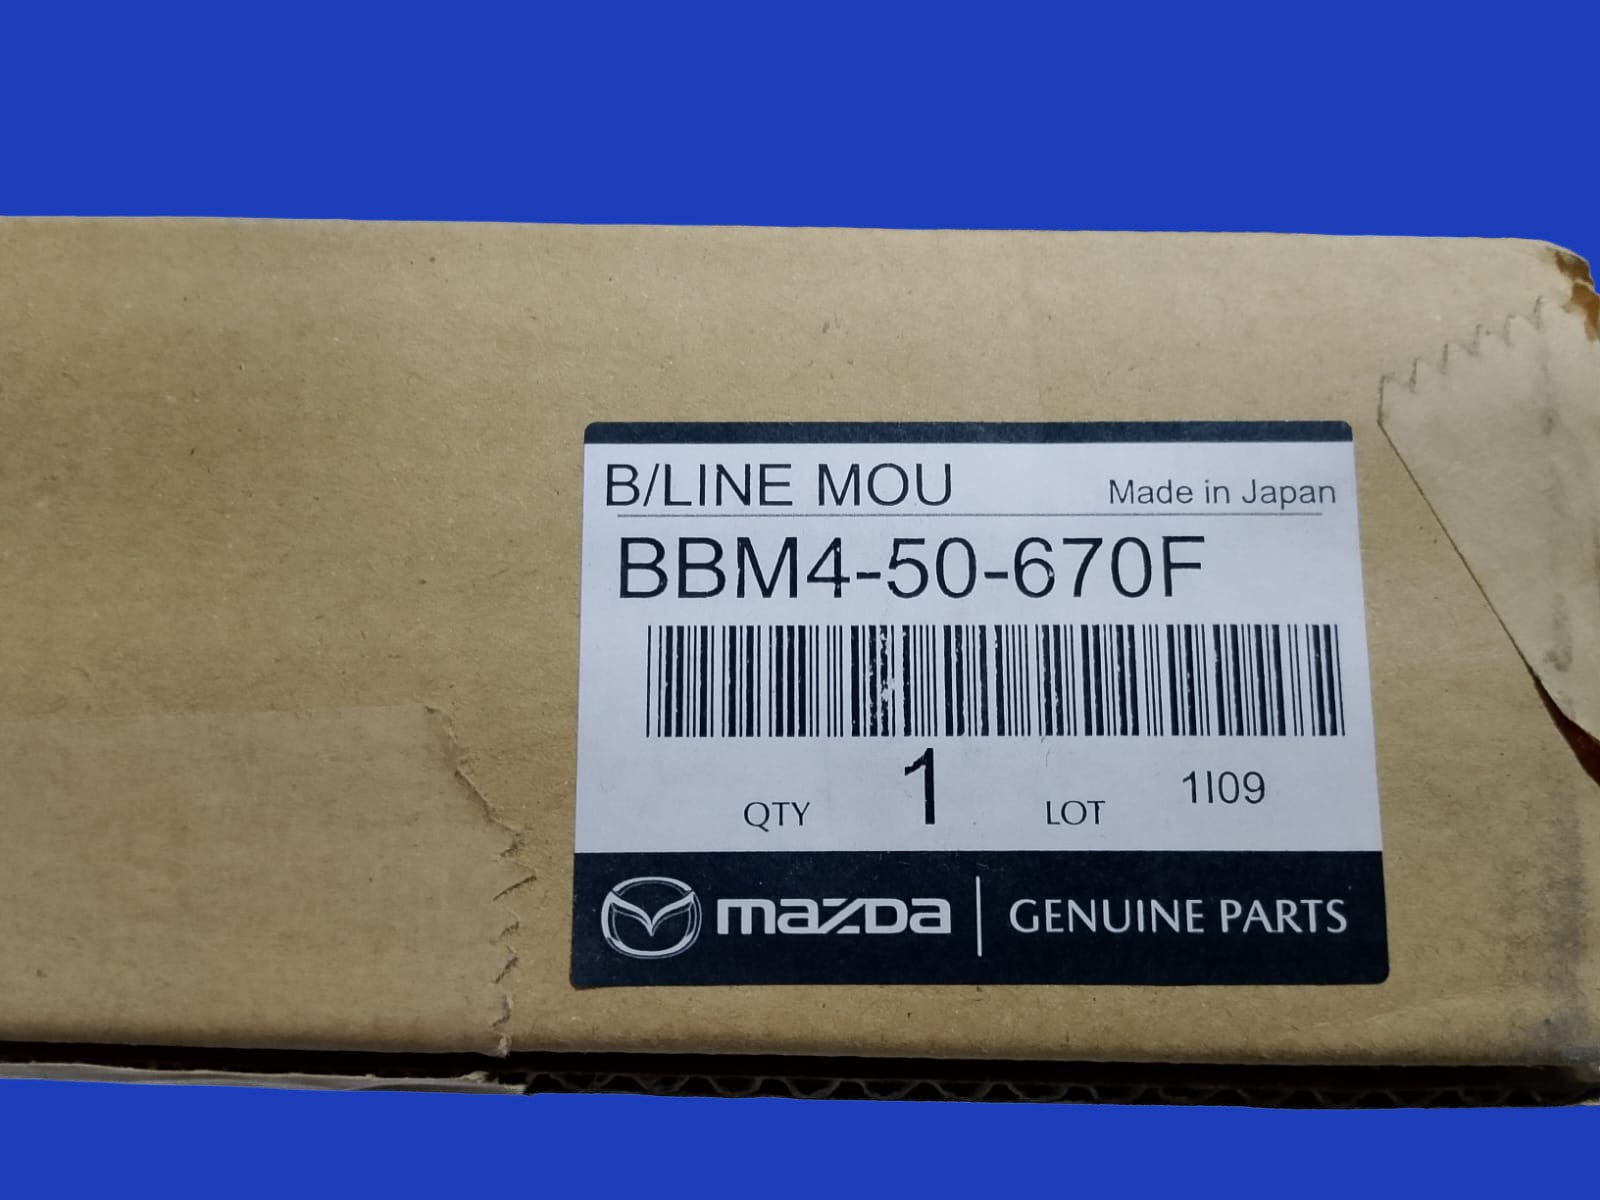 B/LINE MOU Made in Japan
BBM4-50-670F
QTY 1 LOT 1I09
mazda GENUINE PARTS